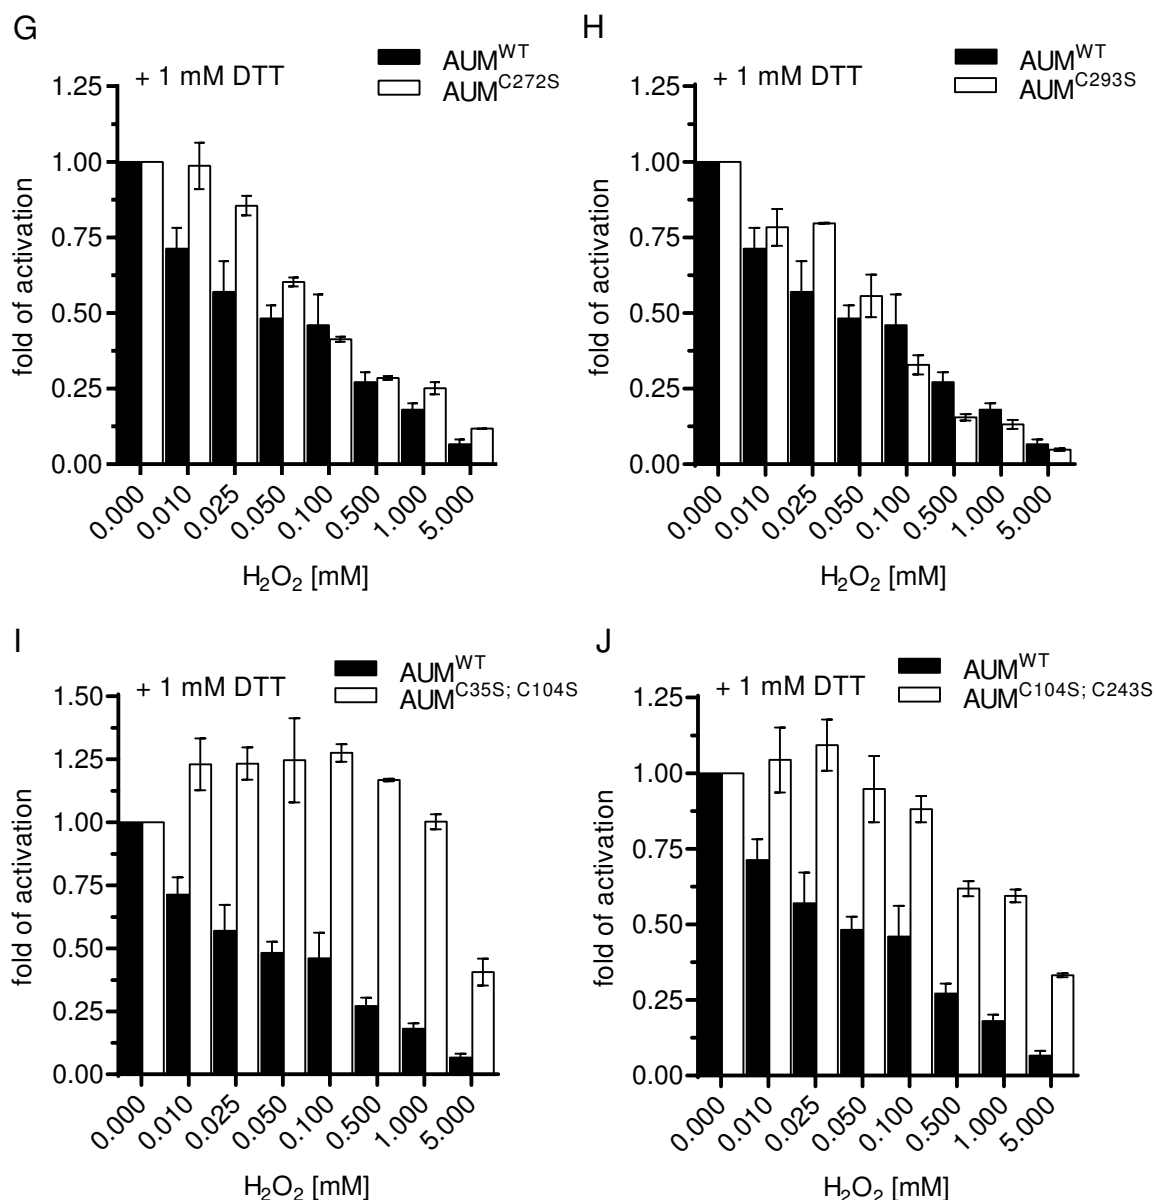 G
+ 1 mM DTT
AUM^WT
AUM^C272S
fold of activation
1.25
1.00
0.75
0.50
0.25
0.00
0.000 0.010 0.025 0.050 0.100 0.500 1.000 5.000
H₂O₂ [mM]
H
+ 1 mM DTT
AUM^WT
AUM^C293S
fold of activation
1.25
1.00
0.75
0.50
0.25
0.00
0.000 0.010 0.025 0.050 0.100 0.500 1.000 5.000
H₂O₂ [mM]
I
+ 1 mM DTT
AUM^WT
AUM^C35S; C104S
fold of activation
1.50
1.25
1.00
0.75
0.50
0.25
0.00
0.000 0.010 0.025 0.050 0.100 0.500 1.000 5.000
H₂O₂ [mM]
J
+ 1 mM DTT
AUM^WT
AUM^C104S; C243S
fold of activation
1.25
1.00
0.75
0.50
0.25
0.00
0.000 0.010 0.025 0.050 0.100 0.500 1.000 5.000
H₂O₂ [mM]